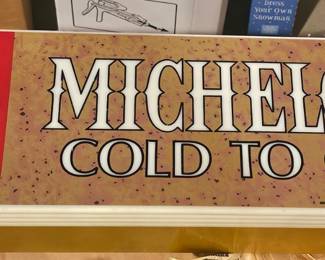 Dress
Your Own
Snowman
MICHEL
COLD TO